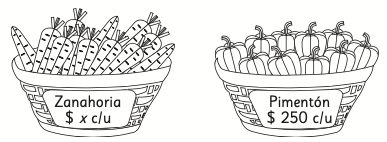 Zanahoria
$ x c/u
Pimentón
$ 250 c/u